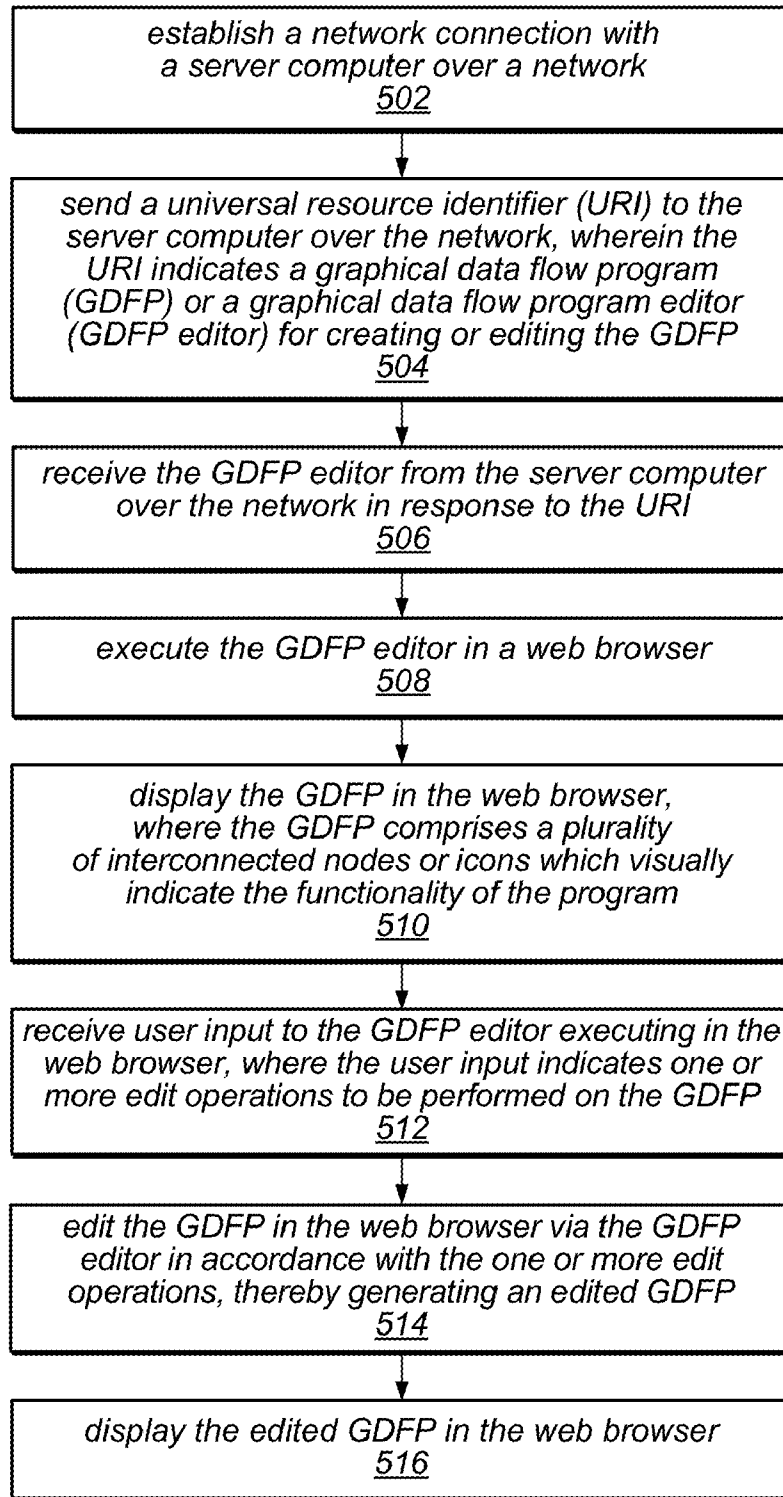 establish a network connection with
a server computer over a network
502
send a universal resource identifier (URI) to the
server computer over the network, wherein the
URI indicates a graphical data flow program
(GDFP) or a graphical data flow program editor
(GDFP editor) for creating or editing the GDFP
504
receive the GDFP editor from the server computer
over the network in response to the URI
506
execute the GDFP editor in a web browser
508
display the GDFP in the web browser,
where the GDFP comprises a plurality
of interconnected nodes or icons which visually
indicate the functionality of the program
510
receive user input to the GDFP editor executing in the
web browser, where the user input indicates one or
more edit operations to be performed on the GDFP
512
edit the GDFP in the web browser via the GDFP
editor in accordance with the one or more edit
operations, thereby generating an edited GDFP
514
display the edited GDFP in the web browser
516